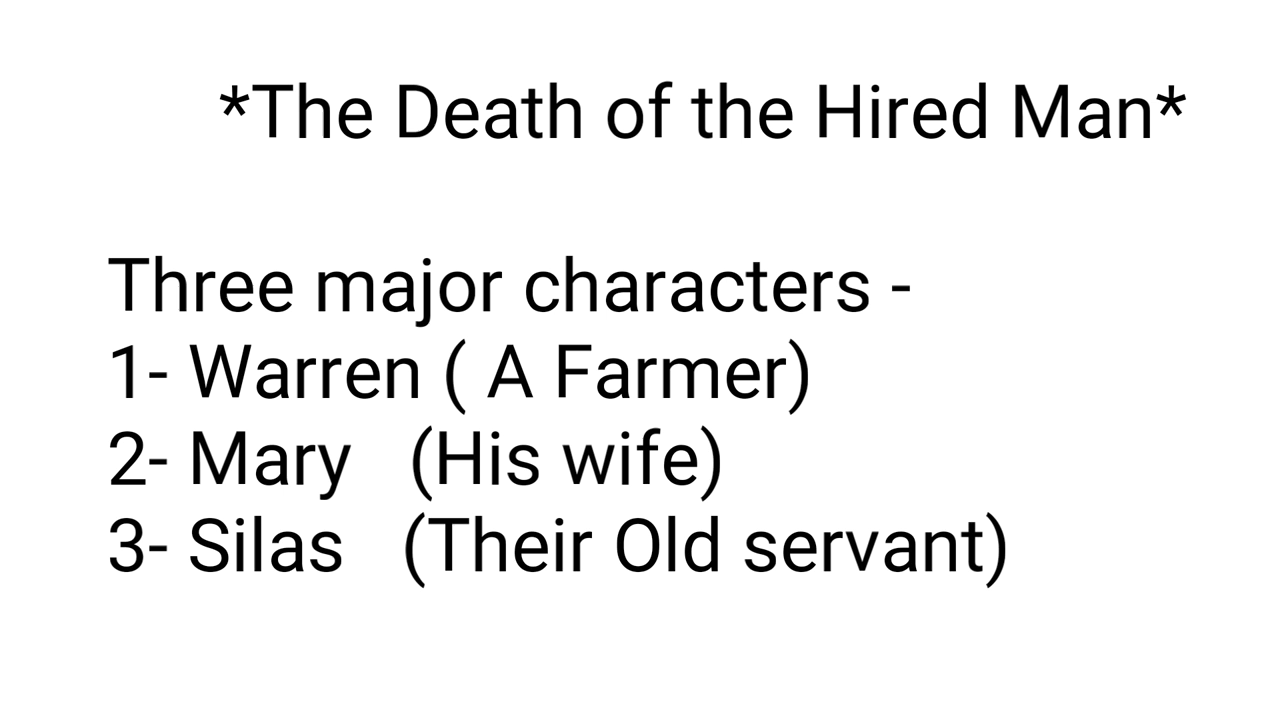 *The Death of the Hired Man*
Three major characters -
1- Warren ( A Farmer)
2- Mary   (His wife)
3- Silas   (Their Old servant)